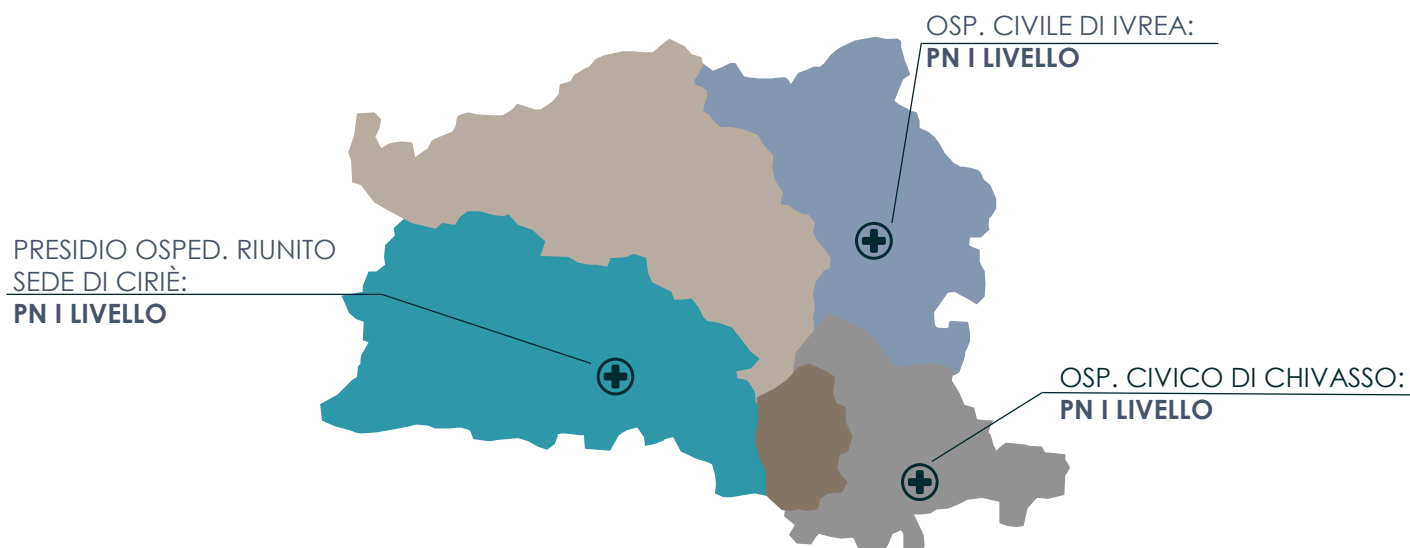 OSP. CIVILE DI IVREA:
PN I LIVELLO
PRESIDIO OSPED. RIUNITO
SEDE DI CIRIÈ:
PN I LIVELLO
OSP. CIVICO DI CHIVASSO:
PN I LIVELLO